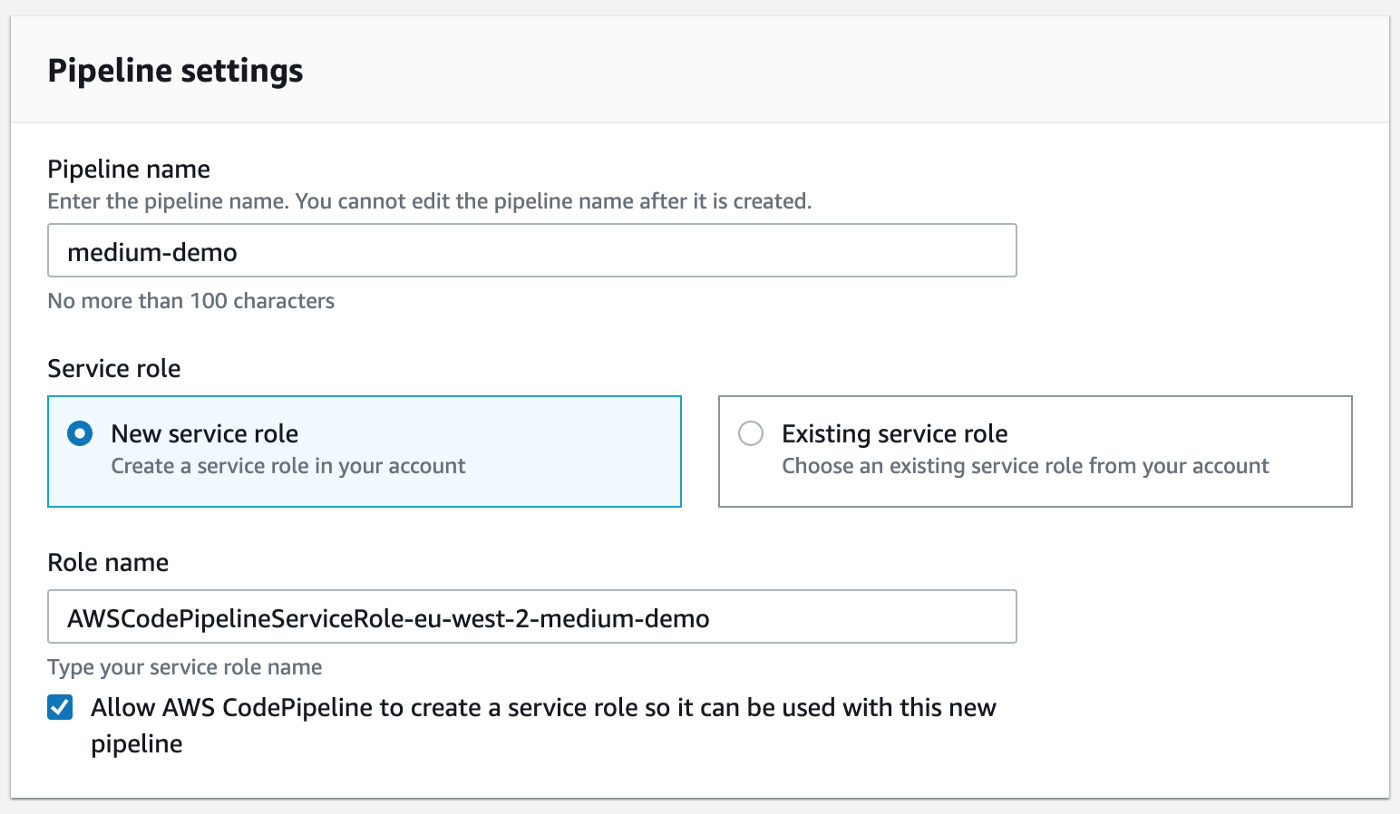 Pipeline settings
Pipeline name
Enter the pipeline name. You cannot edit the pipeline name after it is created.
medium-demo
No more than 100 characters
Service role
New service role
Create a service role in your account
Existing service role
Choose an existing service role from your account
Role name
AWSCodePipelineServiceRole-eu-west-2-medium-demo
Type your service role name
Allow AWS CodePipeline to create a service role so it can be used with this new
pipeline